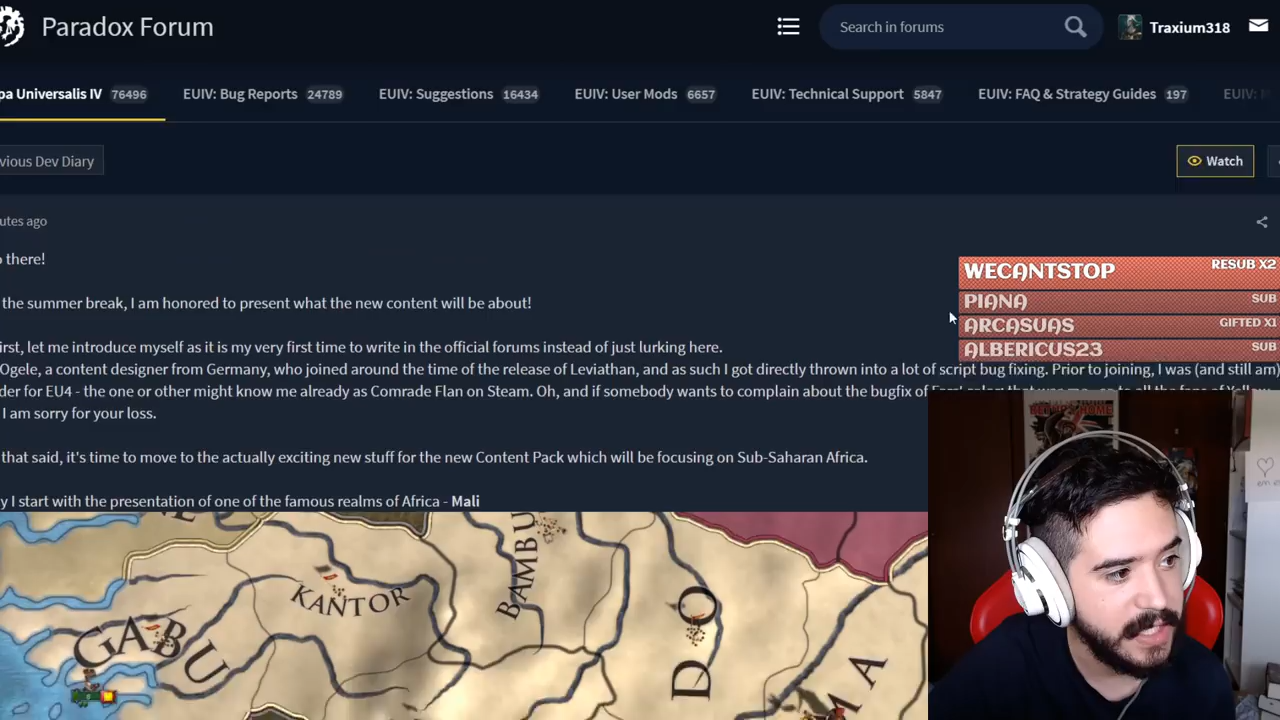 Paradox Forum
Search in forums
Traxium318
pa Universalis IV 76496
EUIV: Bug Reports 24789
EUIV: Suggestions 16434
EUIV: User Mods 6657
EUIV: Technical Support 5847
EUIV: FAQ & Strategy Guides 197
EUIV:
vious Dev Diary
Watch
utes ago
there!
the summer break, I am honored to present what the new content will be about!
irst, let me introduce myself as it is my very first time to write in the official forums instead of just lurking here.
Ogele, a content designer from Germany, who joined around the time of the release of Leviathan, and as such I got directly thrown into a lot of script bug fixing. Prior to joining, I was (and still am)
der for EU4 - the one or other might know me already as Comrade Flan on Steam. Oh, and if somebody wants to complain about the bugfix of
I am sorry for your loss.
that said, it's time to move to the actually exciting new stuff for the new Content Pack which will be focusing on Sub-Saharan Africa.
y I start with the presentation of one of the famous realms of Africa - Mali
WECANTSTOP RESUB X2
PIANA SUB
ARCASUAS GIFTED X1
ALBERICUS23 SUB
KANTOR
BAMBU
GABU
DO
MA